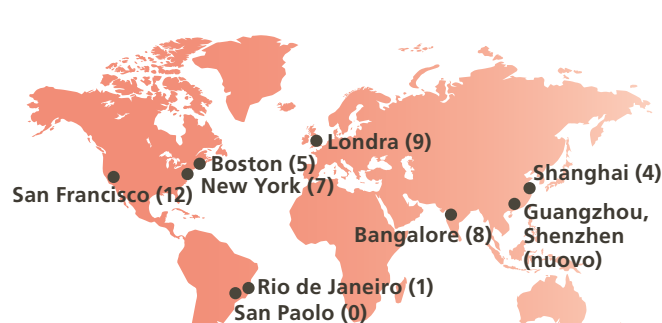 Londra (9)
Boston (5)
Shanghai (4)
New York (7)
San Francisco (12)
Guangzhou,
Shenzhen
(nuovo)
Bangalore (8)
Rio de Janeiro (1)
San Paolo (0)